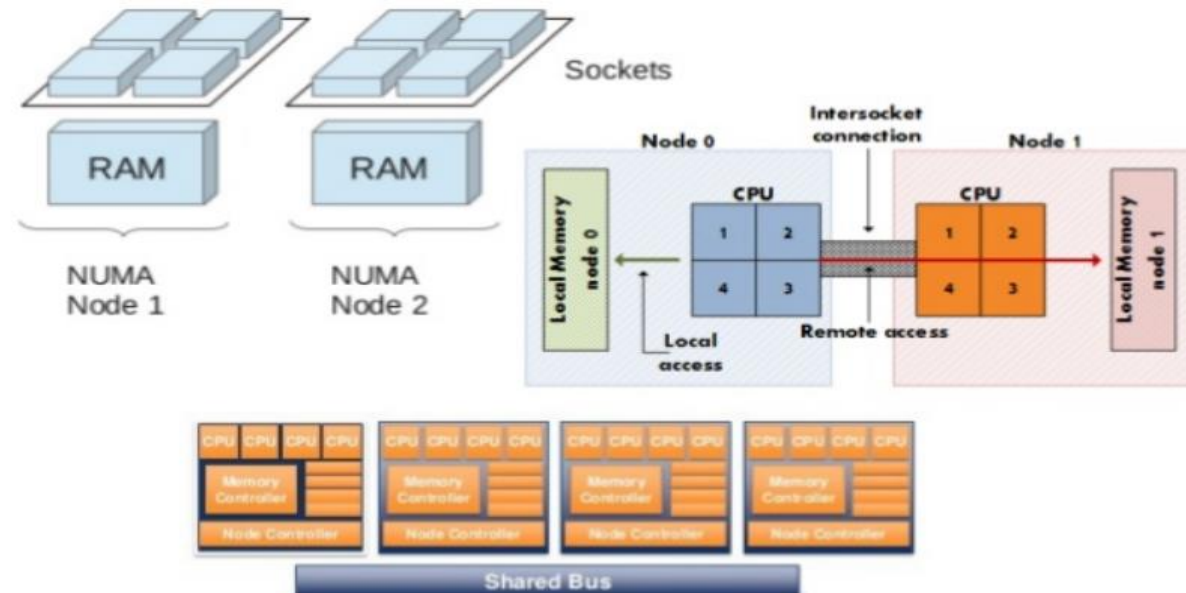 Sockets
RAM
RAM
NUMA
Node 1
NUMA
Node 2
Intersocket
connection
Node 0
Node 1
Local Memory
node 0
CPU
1 2
4 3
CPU
1 2
4 3
Local Memory
node 1
Local
access
Remote access
CPU CPU CPU CPU
Memory
Controller
Node Controller
CPU CPU CPU CPU
Memory
Controller
Node Controller
CPU CPU CPU CPU
Memory
Controller
Node Controller
CPU CPU CPU CPU
Memory
Controller
Node Controller
Shared Bus